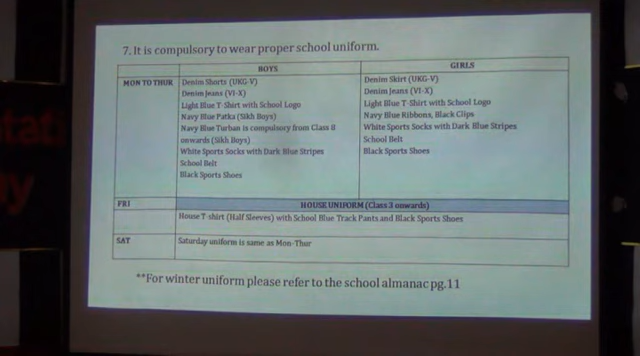 7. It is compulsory to wear proper school uniform.
BOYS GIRLS
MON TO THUR
Denim Shorts (UKG-V)
Denim Jeans (VI-X)
Light Blue T-Shirt with School Logo
Navy Blue Patka (Sikh Boys)
Navy Blue Turban is compulsory from Class 8
onwards (Sikh Boys)
White Sports Socks with Dark Blue Stripes
School Belt
Black Sports Shoes
Denim Skirt (UKG-V)
Denim Jeans (VI-X)
Light Blue T-Shirt with School Logo
Navy Blue Ribbons, Black Clips
White Sports Socks with Dark Blue Stripes
School Belt
Black Sports Shoes
FRI HOUSE UNIFORM (Class 3 onwards)
House T-shirt (Half Sleeves) with School Blue Track Pants and Black Sports Shoes
SAT Saturday uniform is same as Mon-Thur
**For winter uniform please refer to the school almanac pg.11